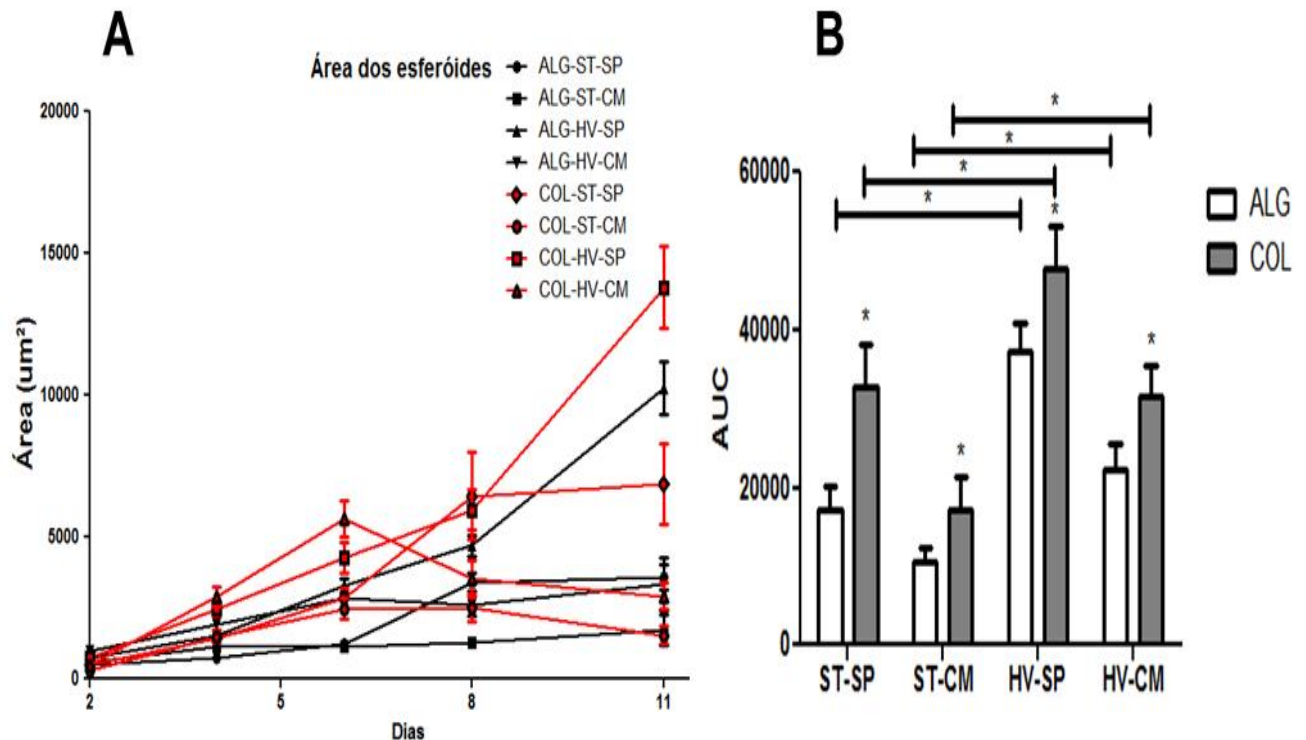 A
Área dos esferóides
ALG-ST-SP
ALG-ST-CM
ALG-HV-SP
ALG-HV-CM
COL-ST-SP
COL-ST-CM
COL-HV-SP
COL-HV-CM
20000
15000
10000
5000
0
Área (um²)
2
5
8
11
Dias
B
*
*
*
*
*
*
*
*
60000
40000
20000
0
AUC
ST-SP
ST-CM
HV-SP
HV-CM
ALG
COL